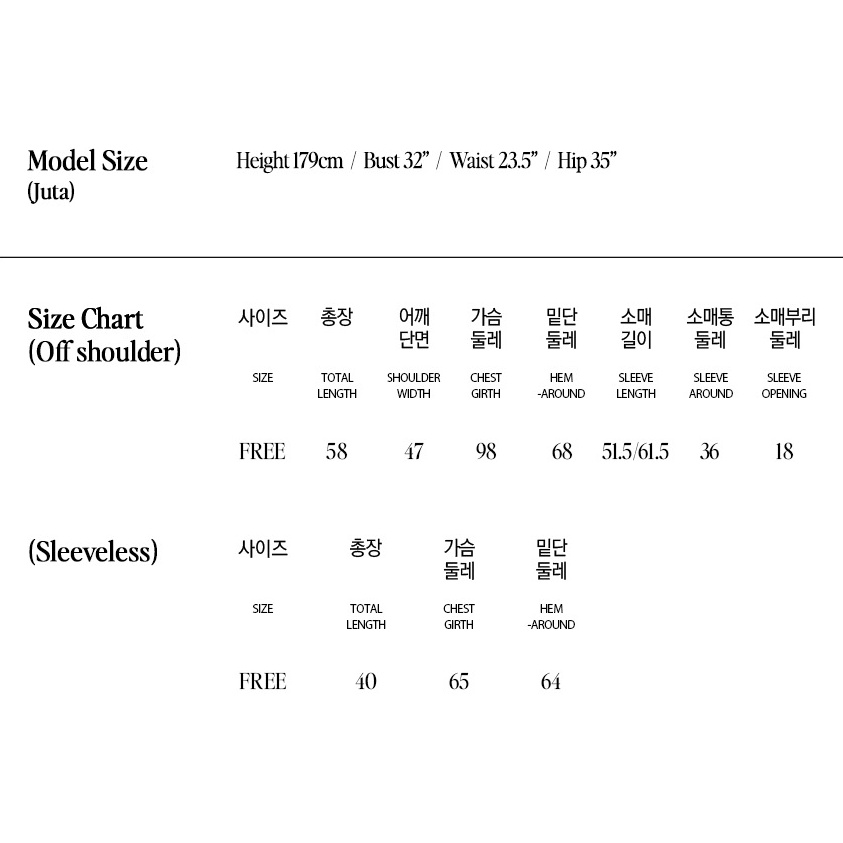 Model Size
(Juta)
Height 179cm / Bust 32” / Waist 23.5” / Hip 35”
Size Chart
(Off shoulder)
사이즈 총장 어깨 가슴 밑단 소매 소매통 소매부리
단면 둘레 둘레 길이 둘레 둘레
SIZE TOTAL SHOULDER CHEST HEM SLEEVE SLEEVE SLEEVE
LENGTH WIDTH GIRTH -AROUND LENGTH AROUND OPENING
FREE 58 47 98 68 51.5/61.5 36 18
(Sleeveless)
사이즈 총장 가슴 밑단
둘레 둘레
SIZE TOTAL CHEST HEM
LENGTH GIRTH -AROUND
FREE 40 65 64